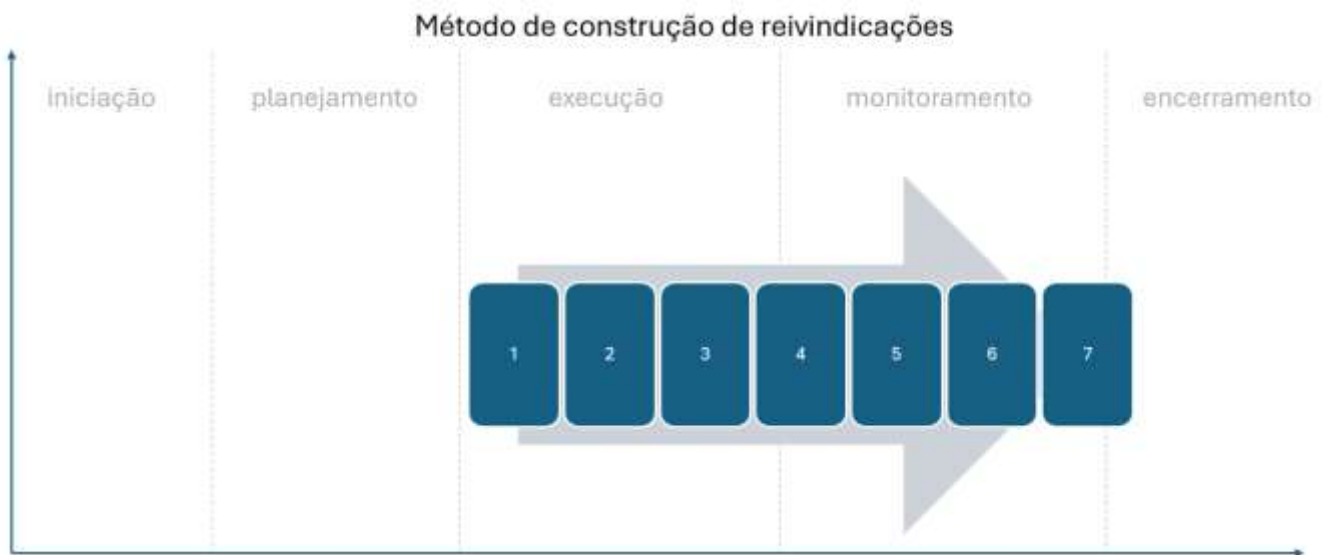 Método de construção de reivindicações
iniciação planejamento execução monitoramento encerramento
1 2 3 4 5 6 7